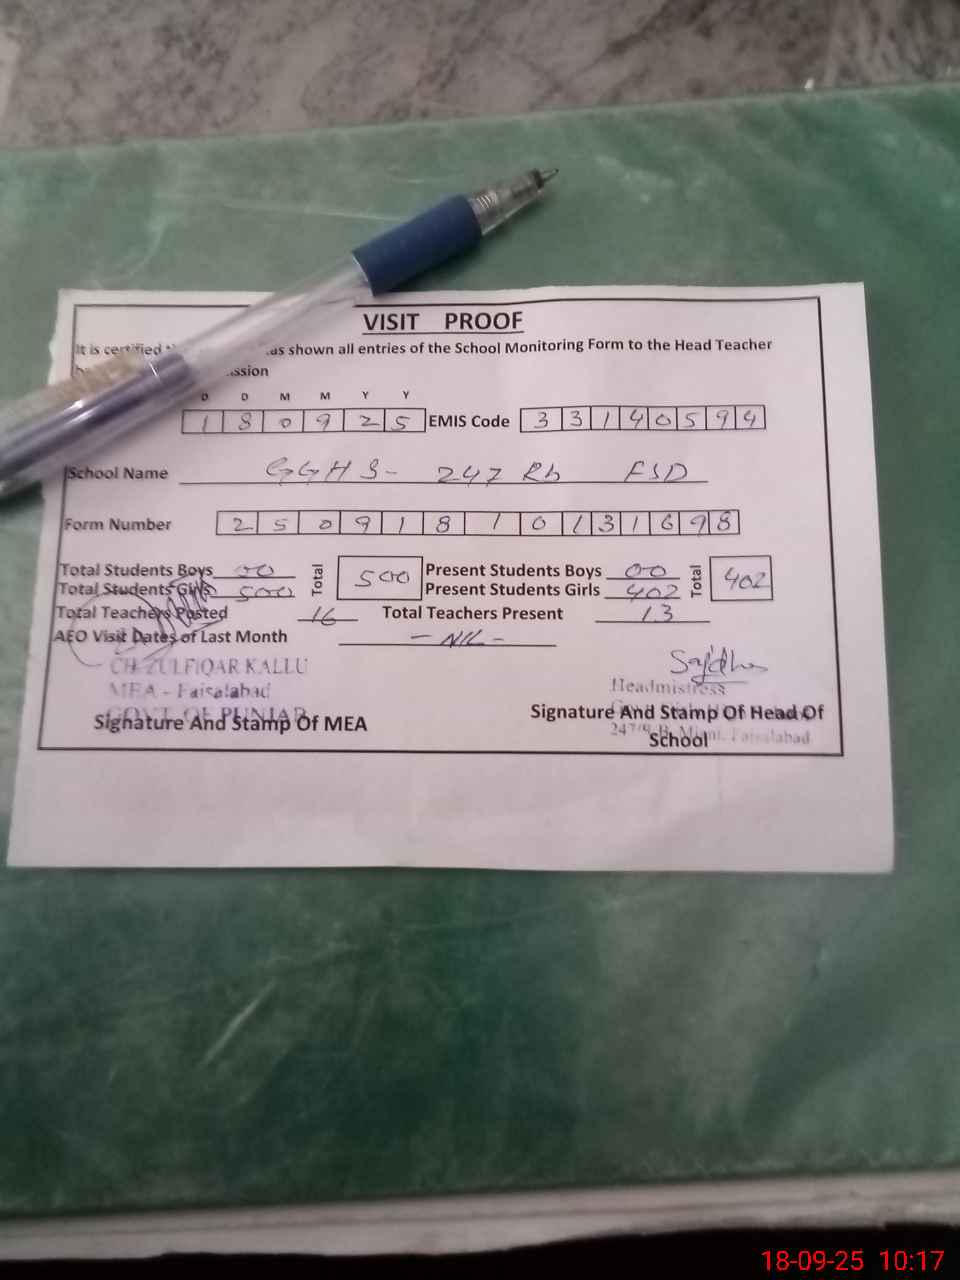 VISIT PROOF
It is certified shown all entries of the School Monitoring Form to the Head Teacher
D D M M Y Y
1 8 0 9 2 5 EMIS Code 3 3 1 4 0 5 9 4
School Name GGHS- 247 Rb FSD
Form Number 2 5 0 9 1 8 1 0 1 3 1 6 9 8
Total Students Boys 00 Total 500 Present Students Boys 00 Total 402
Total Students Girls 500 Present Students Girls 402
Total Teachers Posted 16 Total Teachers Present 13
AEO Visit Dates of Last Month - NIL -
CH ZULFIQAR KALLU
MEA - Faisalabad
GOVT. OF PUNJAB
Signature And Stamp Of MEA
Sajdha
Headmistress
Signature And Stamp Of Head Of
School
Faisalabad
18-09-25 10:17